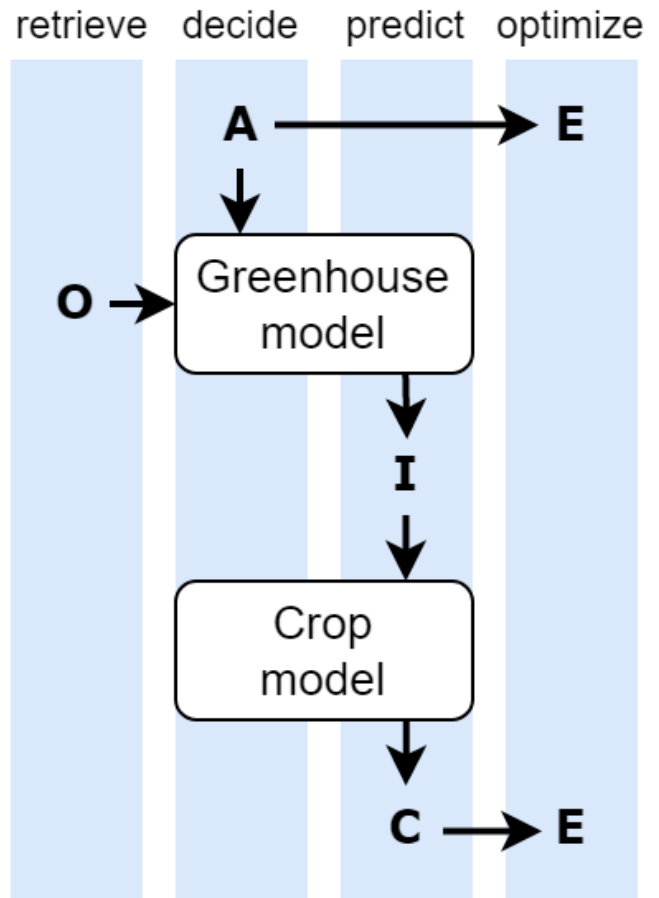 retrieve decide predict optimize
A E
Greenhouse
O
model
I
Crop
model
C E